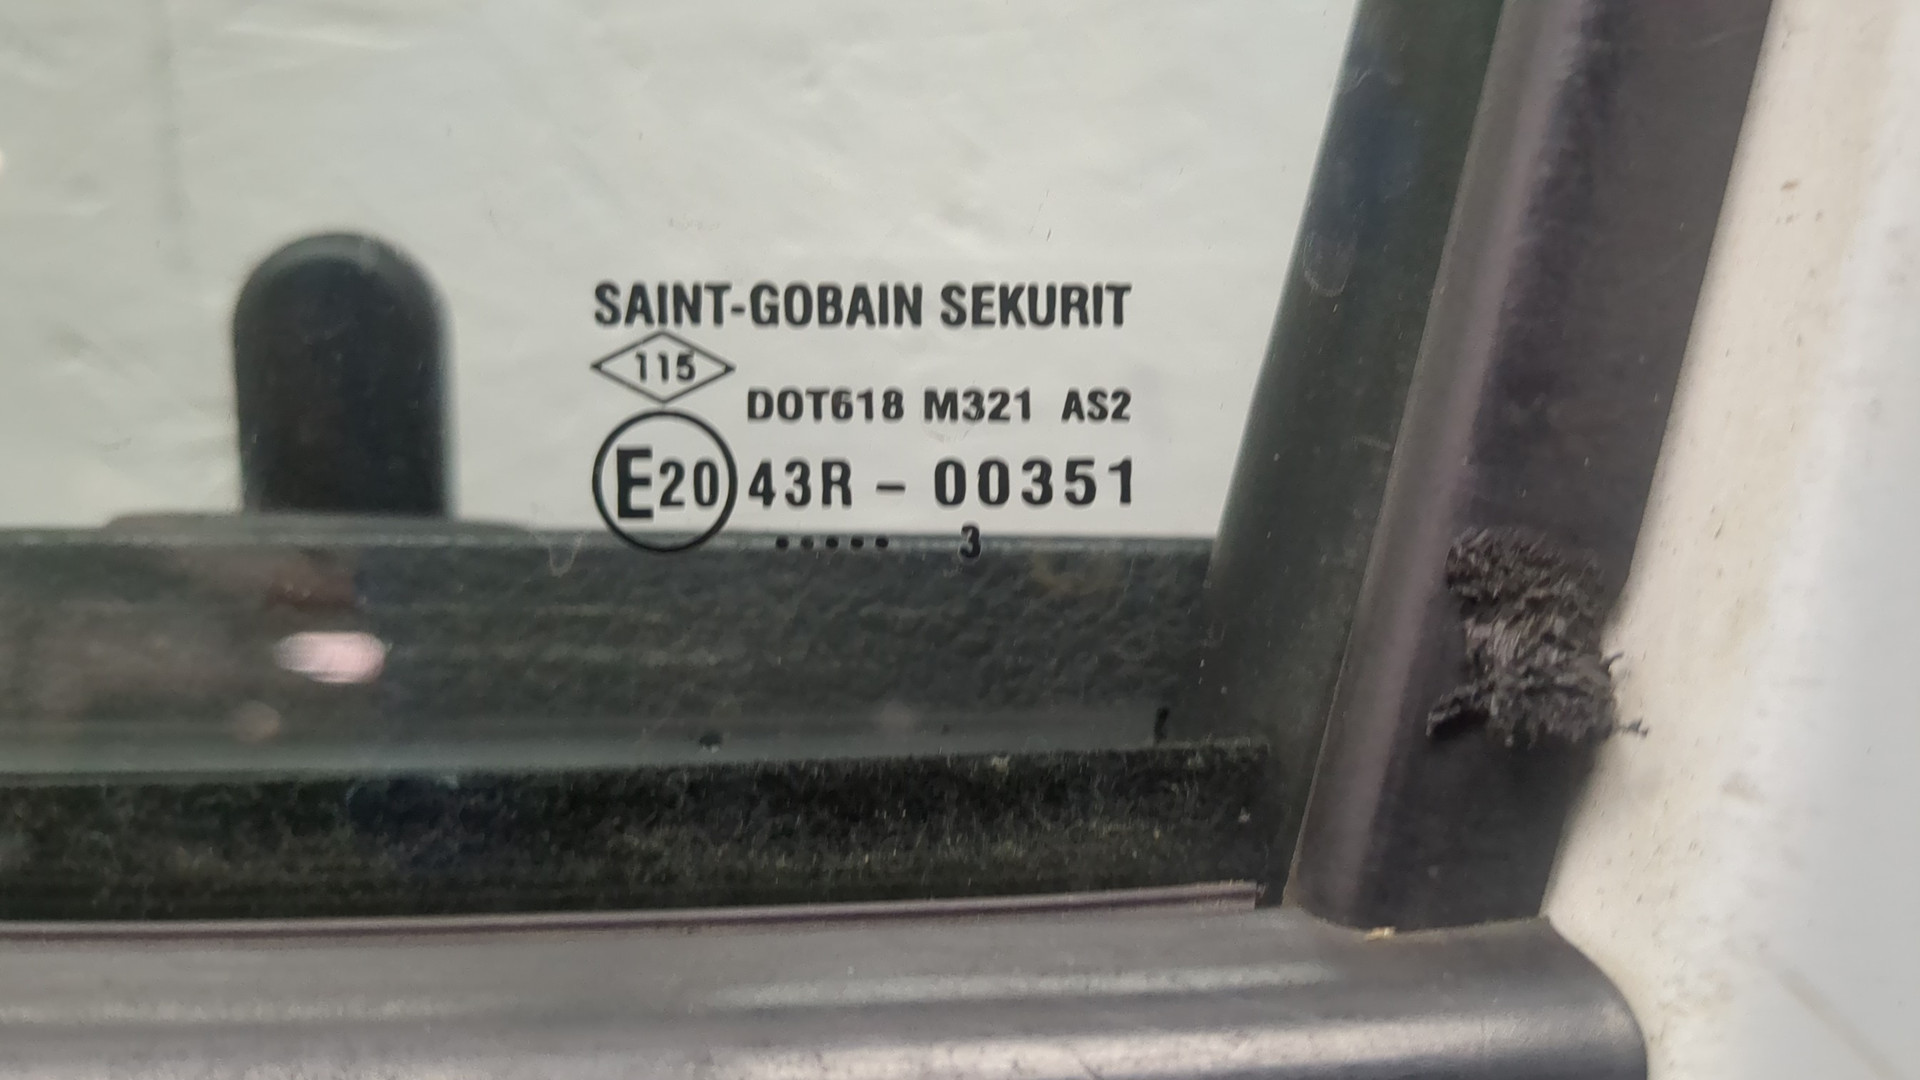 SAINT-GOBAIN SEKURIT
115
DOT618 M321 AS2
E20 43R - 00351
..... 3